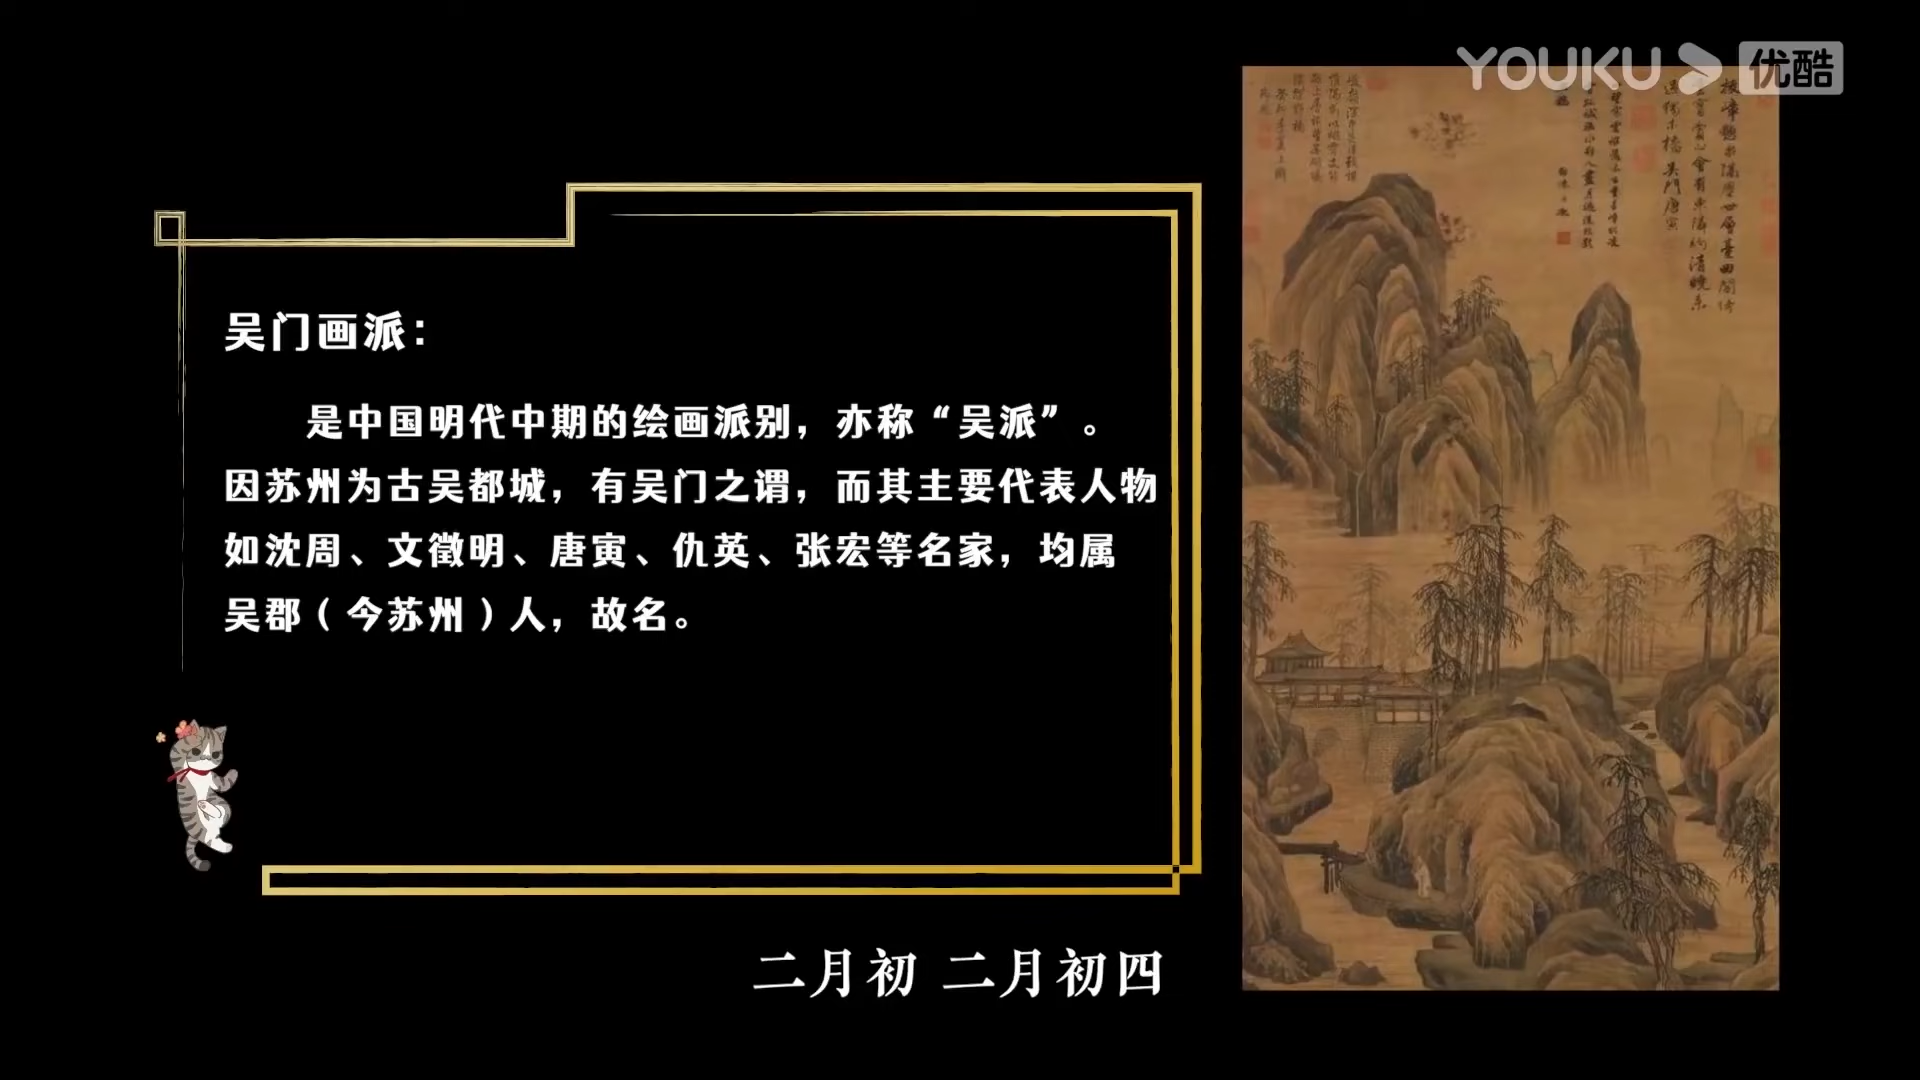 YOUKU 优酷
吴门画派：
是中国明代中期的绘画派别，亦称“吴派”。
因苏州为古吴都城，有吴门之谓，而其主要代表人物
如沈周、文徵明、唐寅、仇英、张宏等名家，均属
吴郡（今苏州）人，故名。
二月初 二月初四